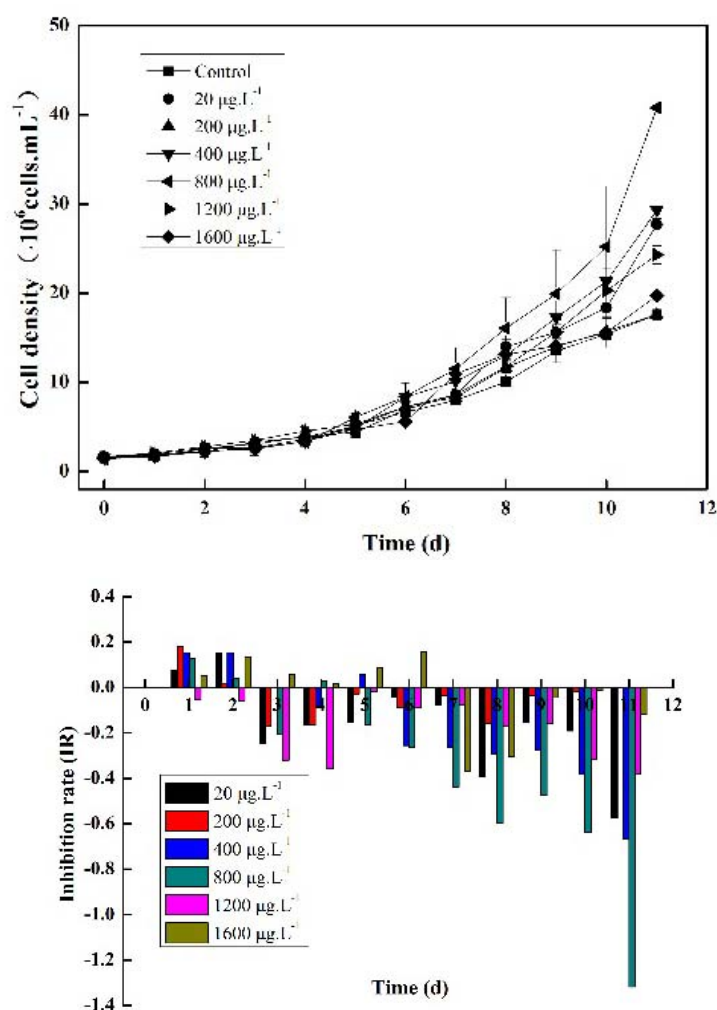 50
40
30
20
10
0
Cell density (·10⁶cells.mL⁻¹)
Control
20 µg.L⁻¹
200 µg.L⁻¹
400 µg.L⁻¹
800 µg.L⁻¹
1200 µg.L⁻¹
1600 µg.L⁻¹
0 2 4 6 8 10 12
Time (d)
0.4
0.2
0.0
-0.2
-0.4
-0.6
-0.8
-1.0
-1.2
-1.4
Inhibition rate (IR)
0 1 2 3 4 5 6 7 8 9 10 11 12
20 µg.L⁻¹
200 µg.L⁻¹
400 µg.L⁻¹
800 µg.L⁻¹
1200 µg.L⁻¹
1600 µg.L⁻¹
Time (d)